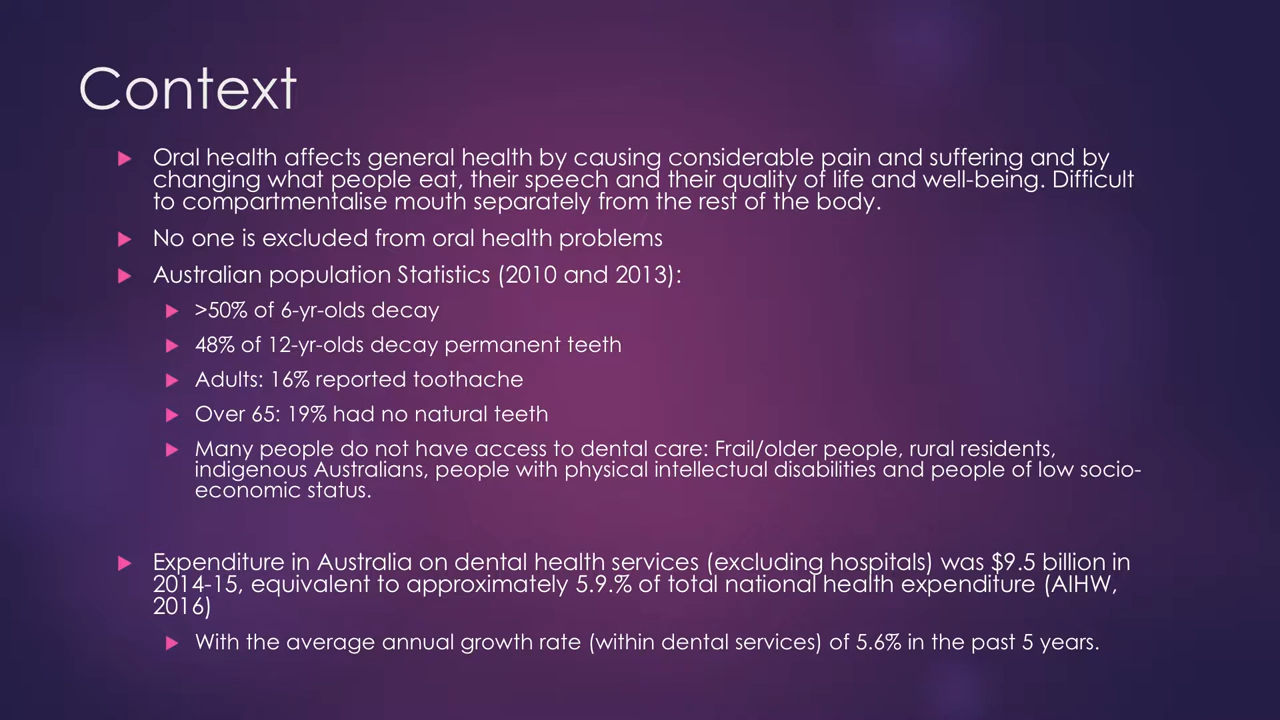 Context
Oral health affects general health by causing considerable pain and suffering and by
changing what people eat, their speech and their quality of life and well-being. Difficult
to compartmentalise mouth separately from the rest of the body.
No one is excluded from oral health problems
Australian population Statistics (2010 and 2013):
>50% of 6-yr-olds decay
48% of 12-yr-olds decay permanent teeth
Adults: 16% reported toothache
Over 65: 19% had no natural teeth
Many people do not have access to dental care: Frail/older people, rural residents,
indigenous Australians, people with physical intellectual disabilities and people of low socio-
economic status.
Expenditure in Australia on dental health services (excluding hospitals) was $9.5 billion in
2014-15, equivalent to approximately 5.9.% of total national health expenditure (AIHW,
2016)
With the average annual growth rate (within dental services) of 5.6% in the past 5 years.